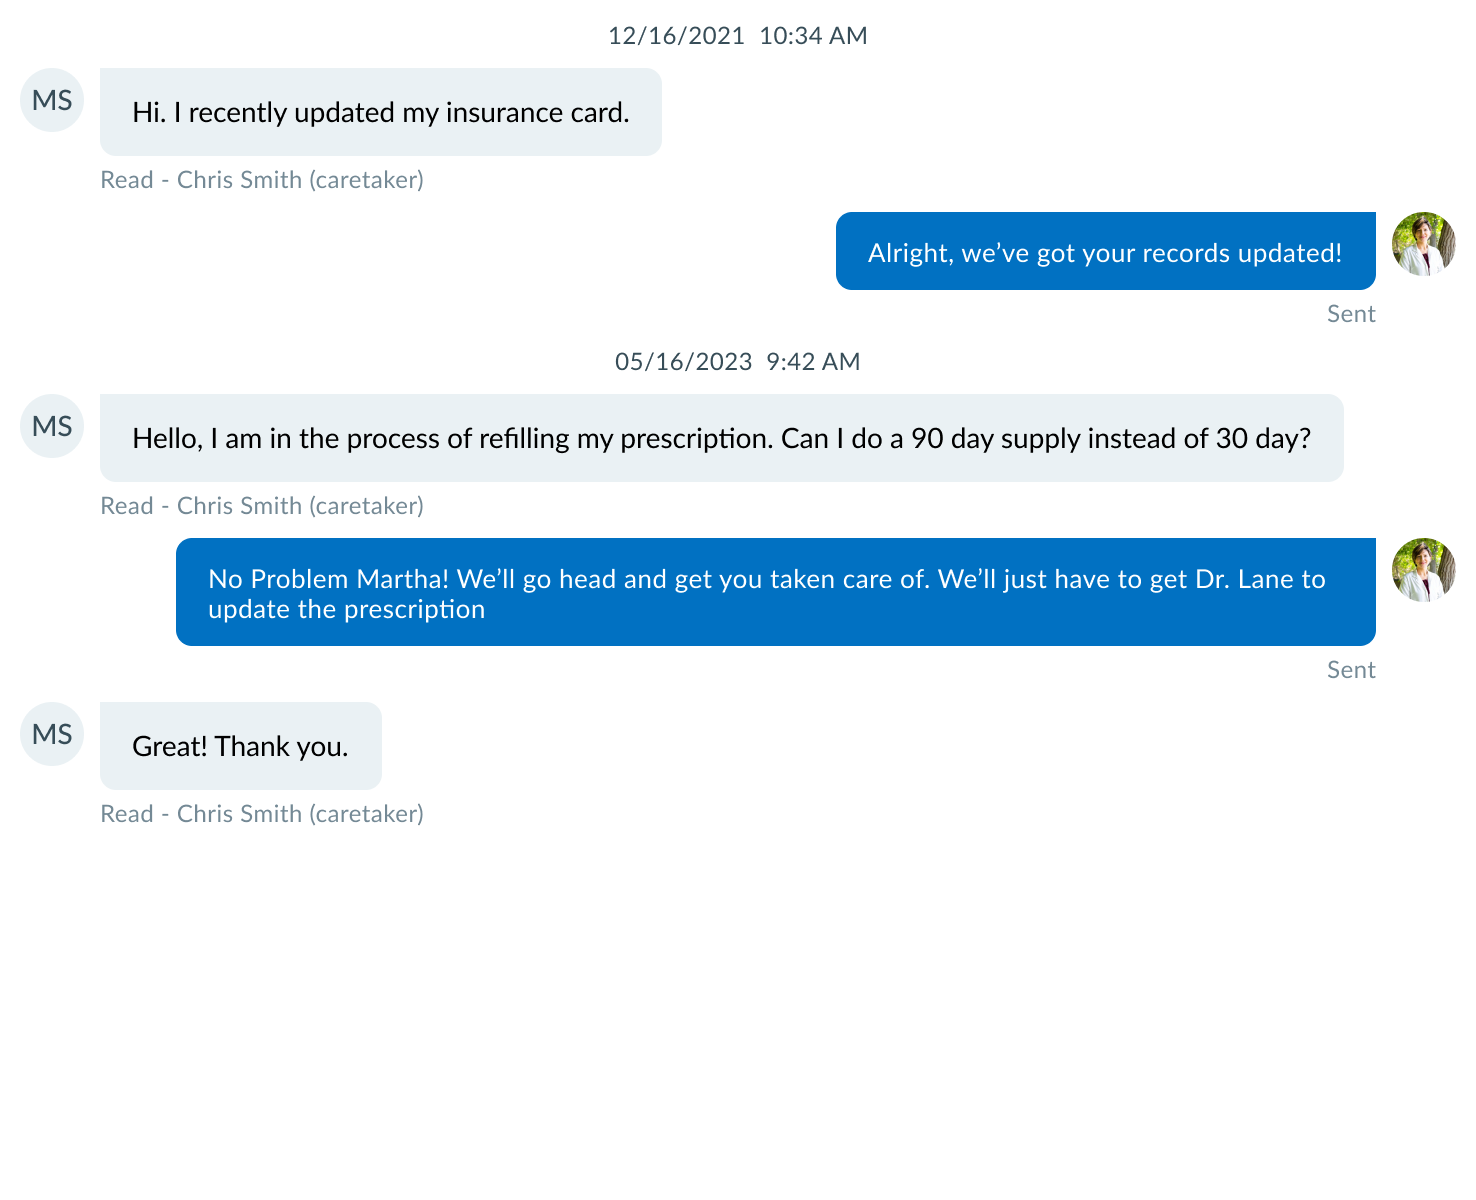 12/16/2021 10:34 AM
MS
Hi. I recently updated my insurance card.
Read - Chris Smith (caretaker)
Alright, we’ve got your records updated!
Sent
05/16/2023 9:42 AM
MS
Hello, I am in the process of refilling my prescription. Can I do a 90 day supply instead of 30 day?
Read - Chris Smith (caretaker)
No Problem Martha! We’ll go head and get you taken care of. We’ll just have to get Dr. Lane to
update the prescription
Sent
MS
Great! Thank you.
Read - Chris Smith (caretaker)